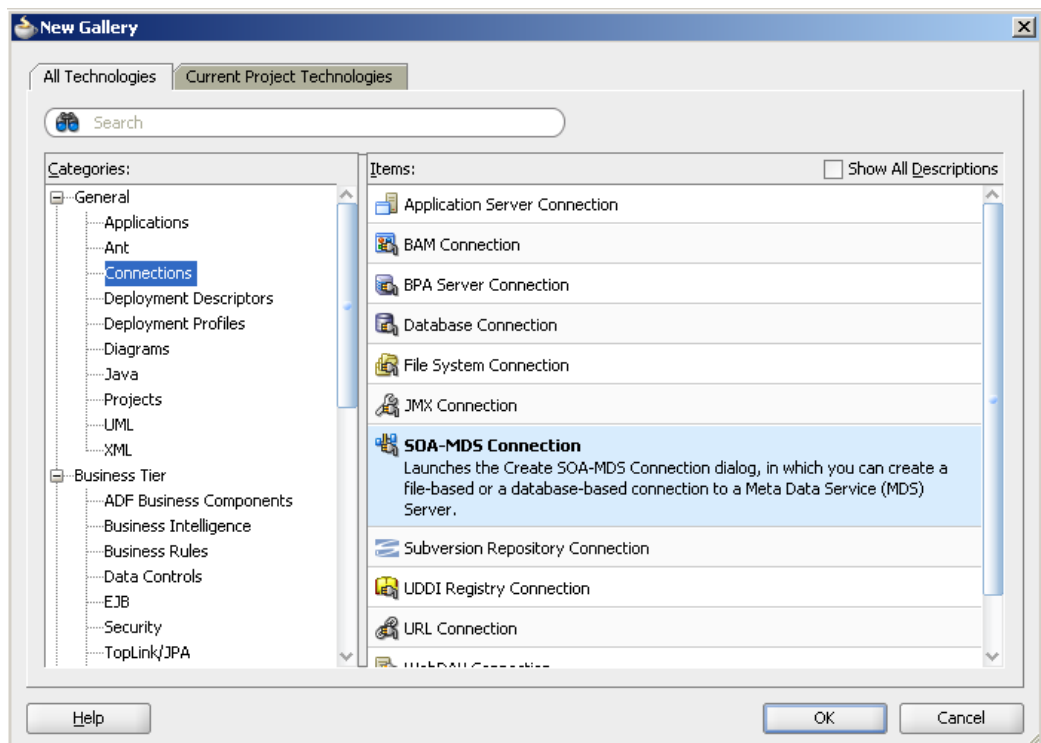 New Gallery
All Technologies
Current Project Technologies
Search
Categories:
General
Applications
Ant
Connections
Deployment Descriptors
Deployment Profiles
Diagrams
Java
Projects
UML
XML
Business Tier
ADF Business Components
Business Intelligence
Business Rules
Data Controls
EJB
Security
TopLink/JPA
Items:
Show All Descriptions
Application Server Connection
BAM Connection
BPA Server Connection
Database Connection
File System Connection
JMX Connection
SOA-MDS Connection
Launches the Create SOA-MDS Connection dialog, in which you can create a
file-based or a database-based connection to a Meta Data Service (MDS)
Server.
Subversion Repository Connection
UDDI Registry Connection
URL Connection
Help
OK
Cancel